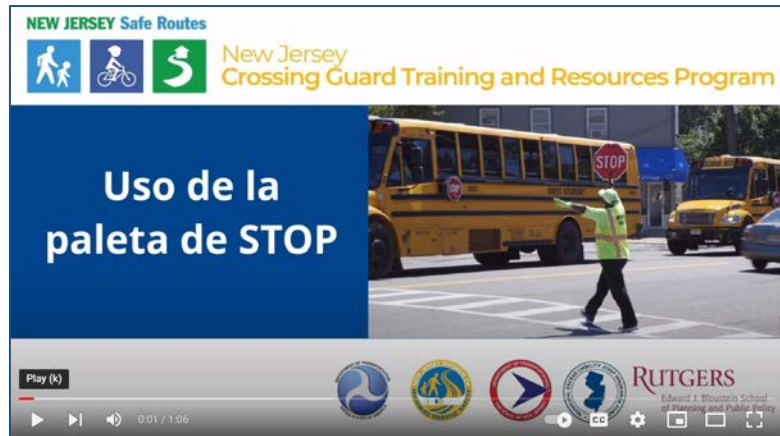 NEW JERSEY Safe Routes
New Jersey
Crossing Guard Training and Resources Program
Uso de la
paleta de STOP
STOP
STOP
RUTGERS
Edward J. Bloustein School
of Planning and Public Policy
Play (k)
0:01 / 1:06
CC